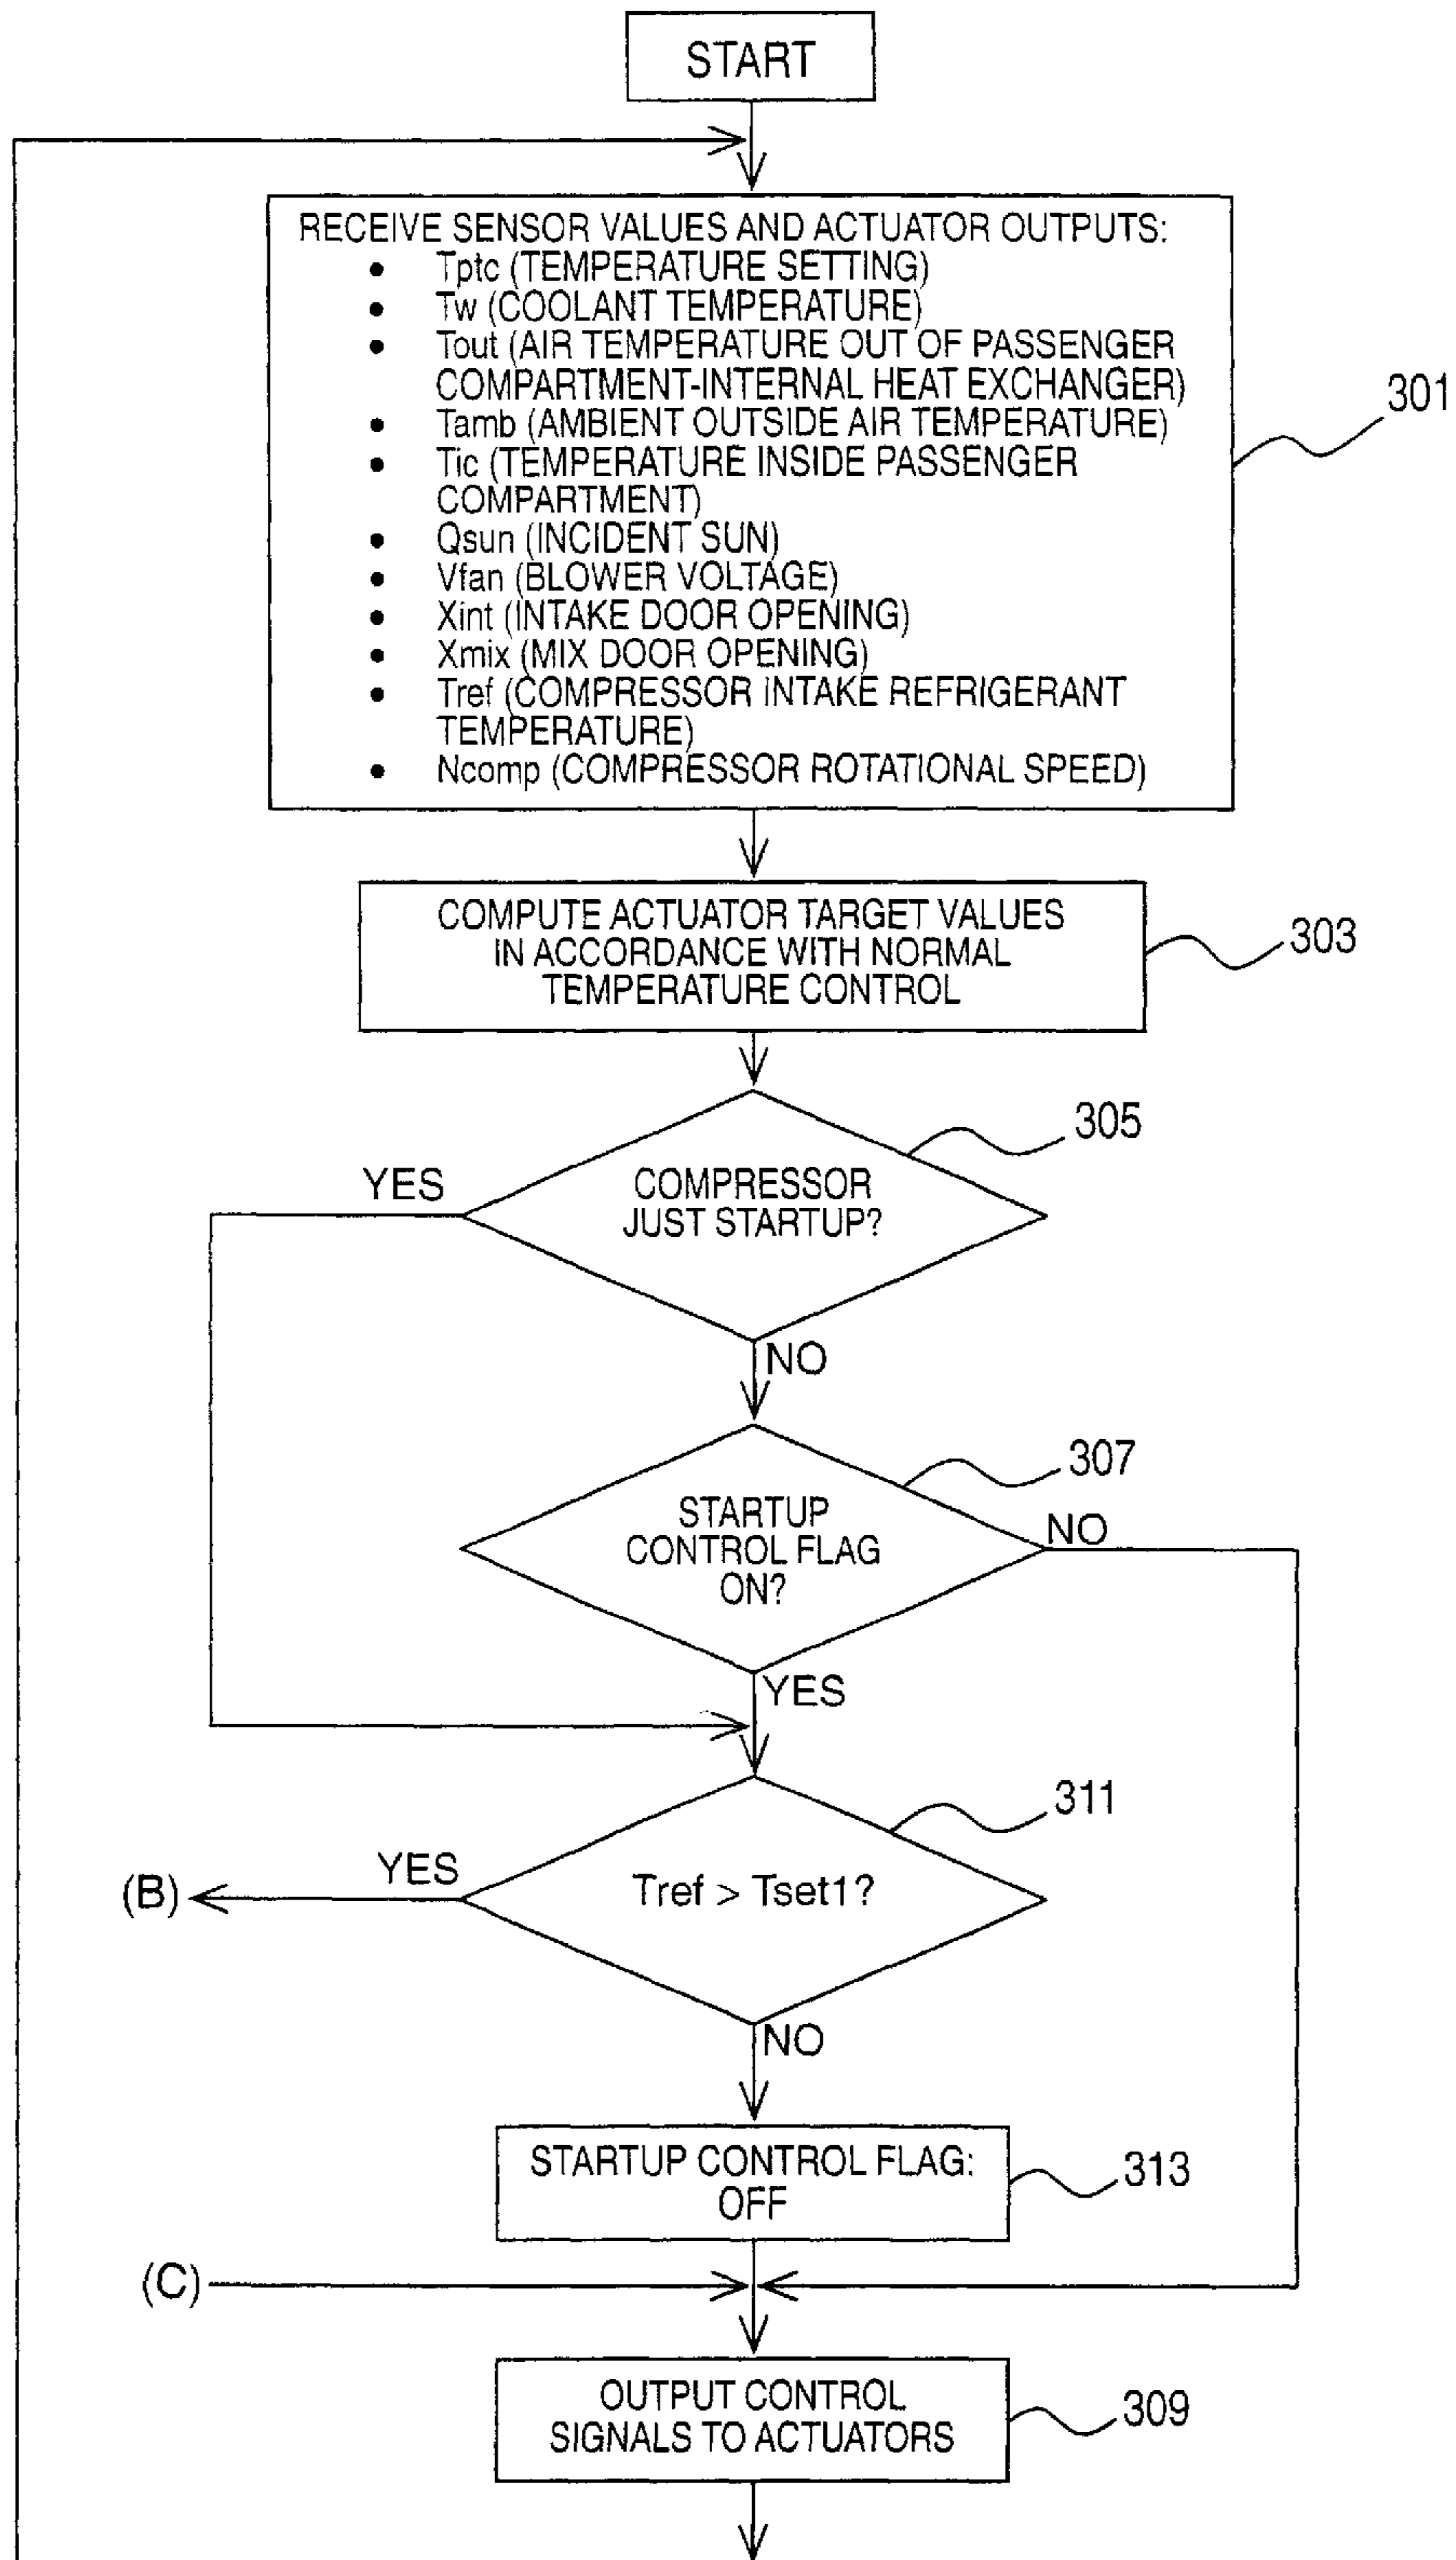 START
RECEIVE SENSOR VALUES AND ACTUATOR OUTPUTS:
• Tptc (TEMPERATURE SETTING)
• Tw (COOLANT TEMPERATURE)
• Tout (AIR TEMPERATURE OUT OF PASSENGER
COMPARTMENT-INTERNAL HEAT EXCHANGER)
• Tamb (AMBIENT OUTSIDE AIR TEMPERATURE)
• Tic (TEMPERATURE INSIDE PASSENGER
COMPARTMENT)
• Qsun (INCIDENT SUN)
• Vfan (BLOWER VOLTAGE)
• Xint (INTAKE DOOR OPENING)
• Xmix (MIX DOOR OPENING)
• Tref (COMPRESSOR INTAKE REFRIGERANT
TEMPERATURE)
• Ncomp (COMPRESSOR ROTATIONAL SPEED)
301
COMPUTE ACTUATOR TARGET VALUES
IN ACCORDANCE WITH NORMAL
TEMPERATURE CONTROL
303
305
YES
COMPRESSOR
JUST STARTUP?
NO
307
STARTUP
CONTROL FLAG
ON?
NO
YES
311
YES
(B)
Tref > Tset1?
NO
STARTUP CONTROL FLAG:
OFF
313
(C)
OUTPUT CONTROL
SIGNALS TO ACTUATORS
309